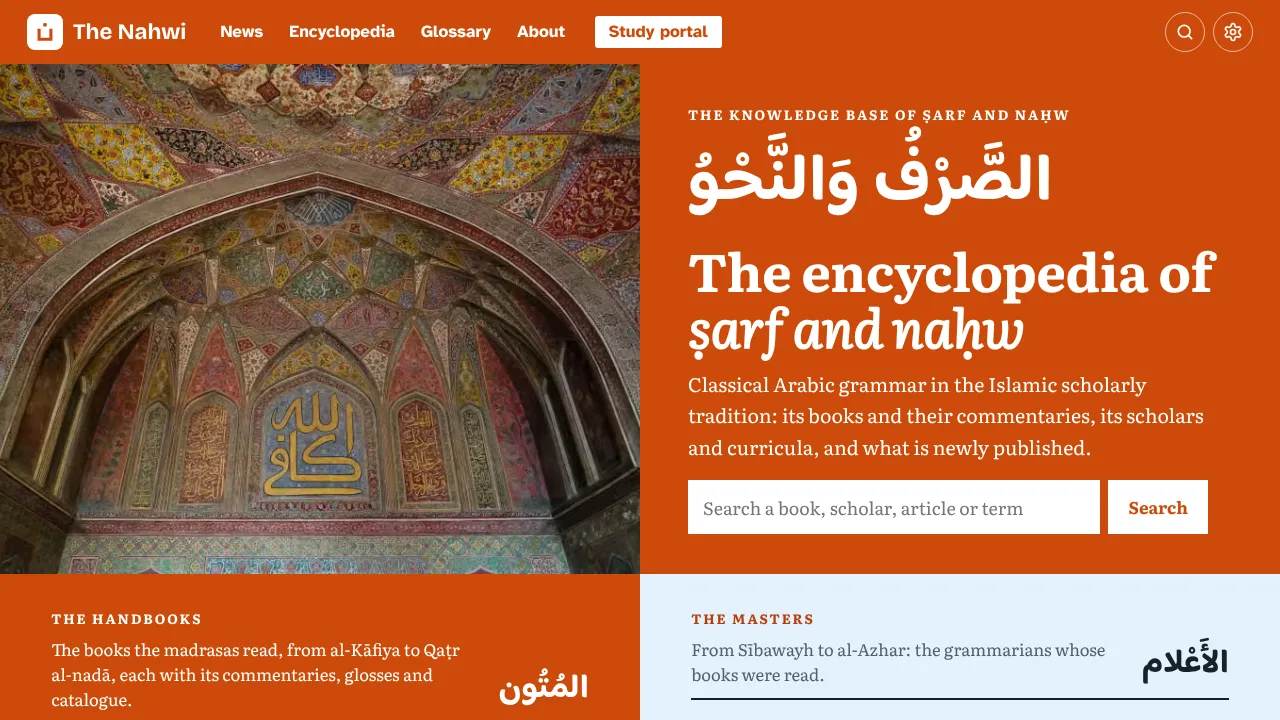 ن The Nahwi
News Encyclopedia Glossary About Study portal
THE KNOWLEDGE BASE OF ṢARF AND NAḤW
الصَّرْفُ وَالنَّحْوُ
The encyclopedia of
ṣarf and naḥw
Classical Arabic grammar in the Islamic scholarly
tradition: its books and their commentaries, its scholars
and curricula, and what is newly published.
Search a book, scholar, article or term Search
الله
كافي
THE HANDBOOKS
The books the madrasas read, from al-Kāfiya to Qaṭr
al-nadā, each with its commentaries, glosses and
catalogue.
المُتُون
THE MASTERS
From Sībawayh to al-Azhar: the grammarians whose
books were read.
الأَعْلام